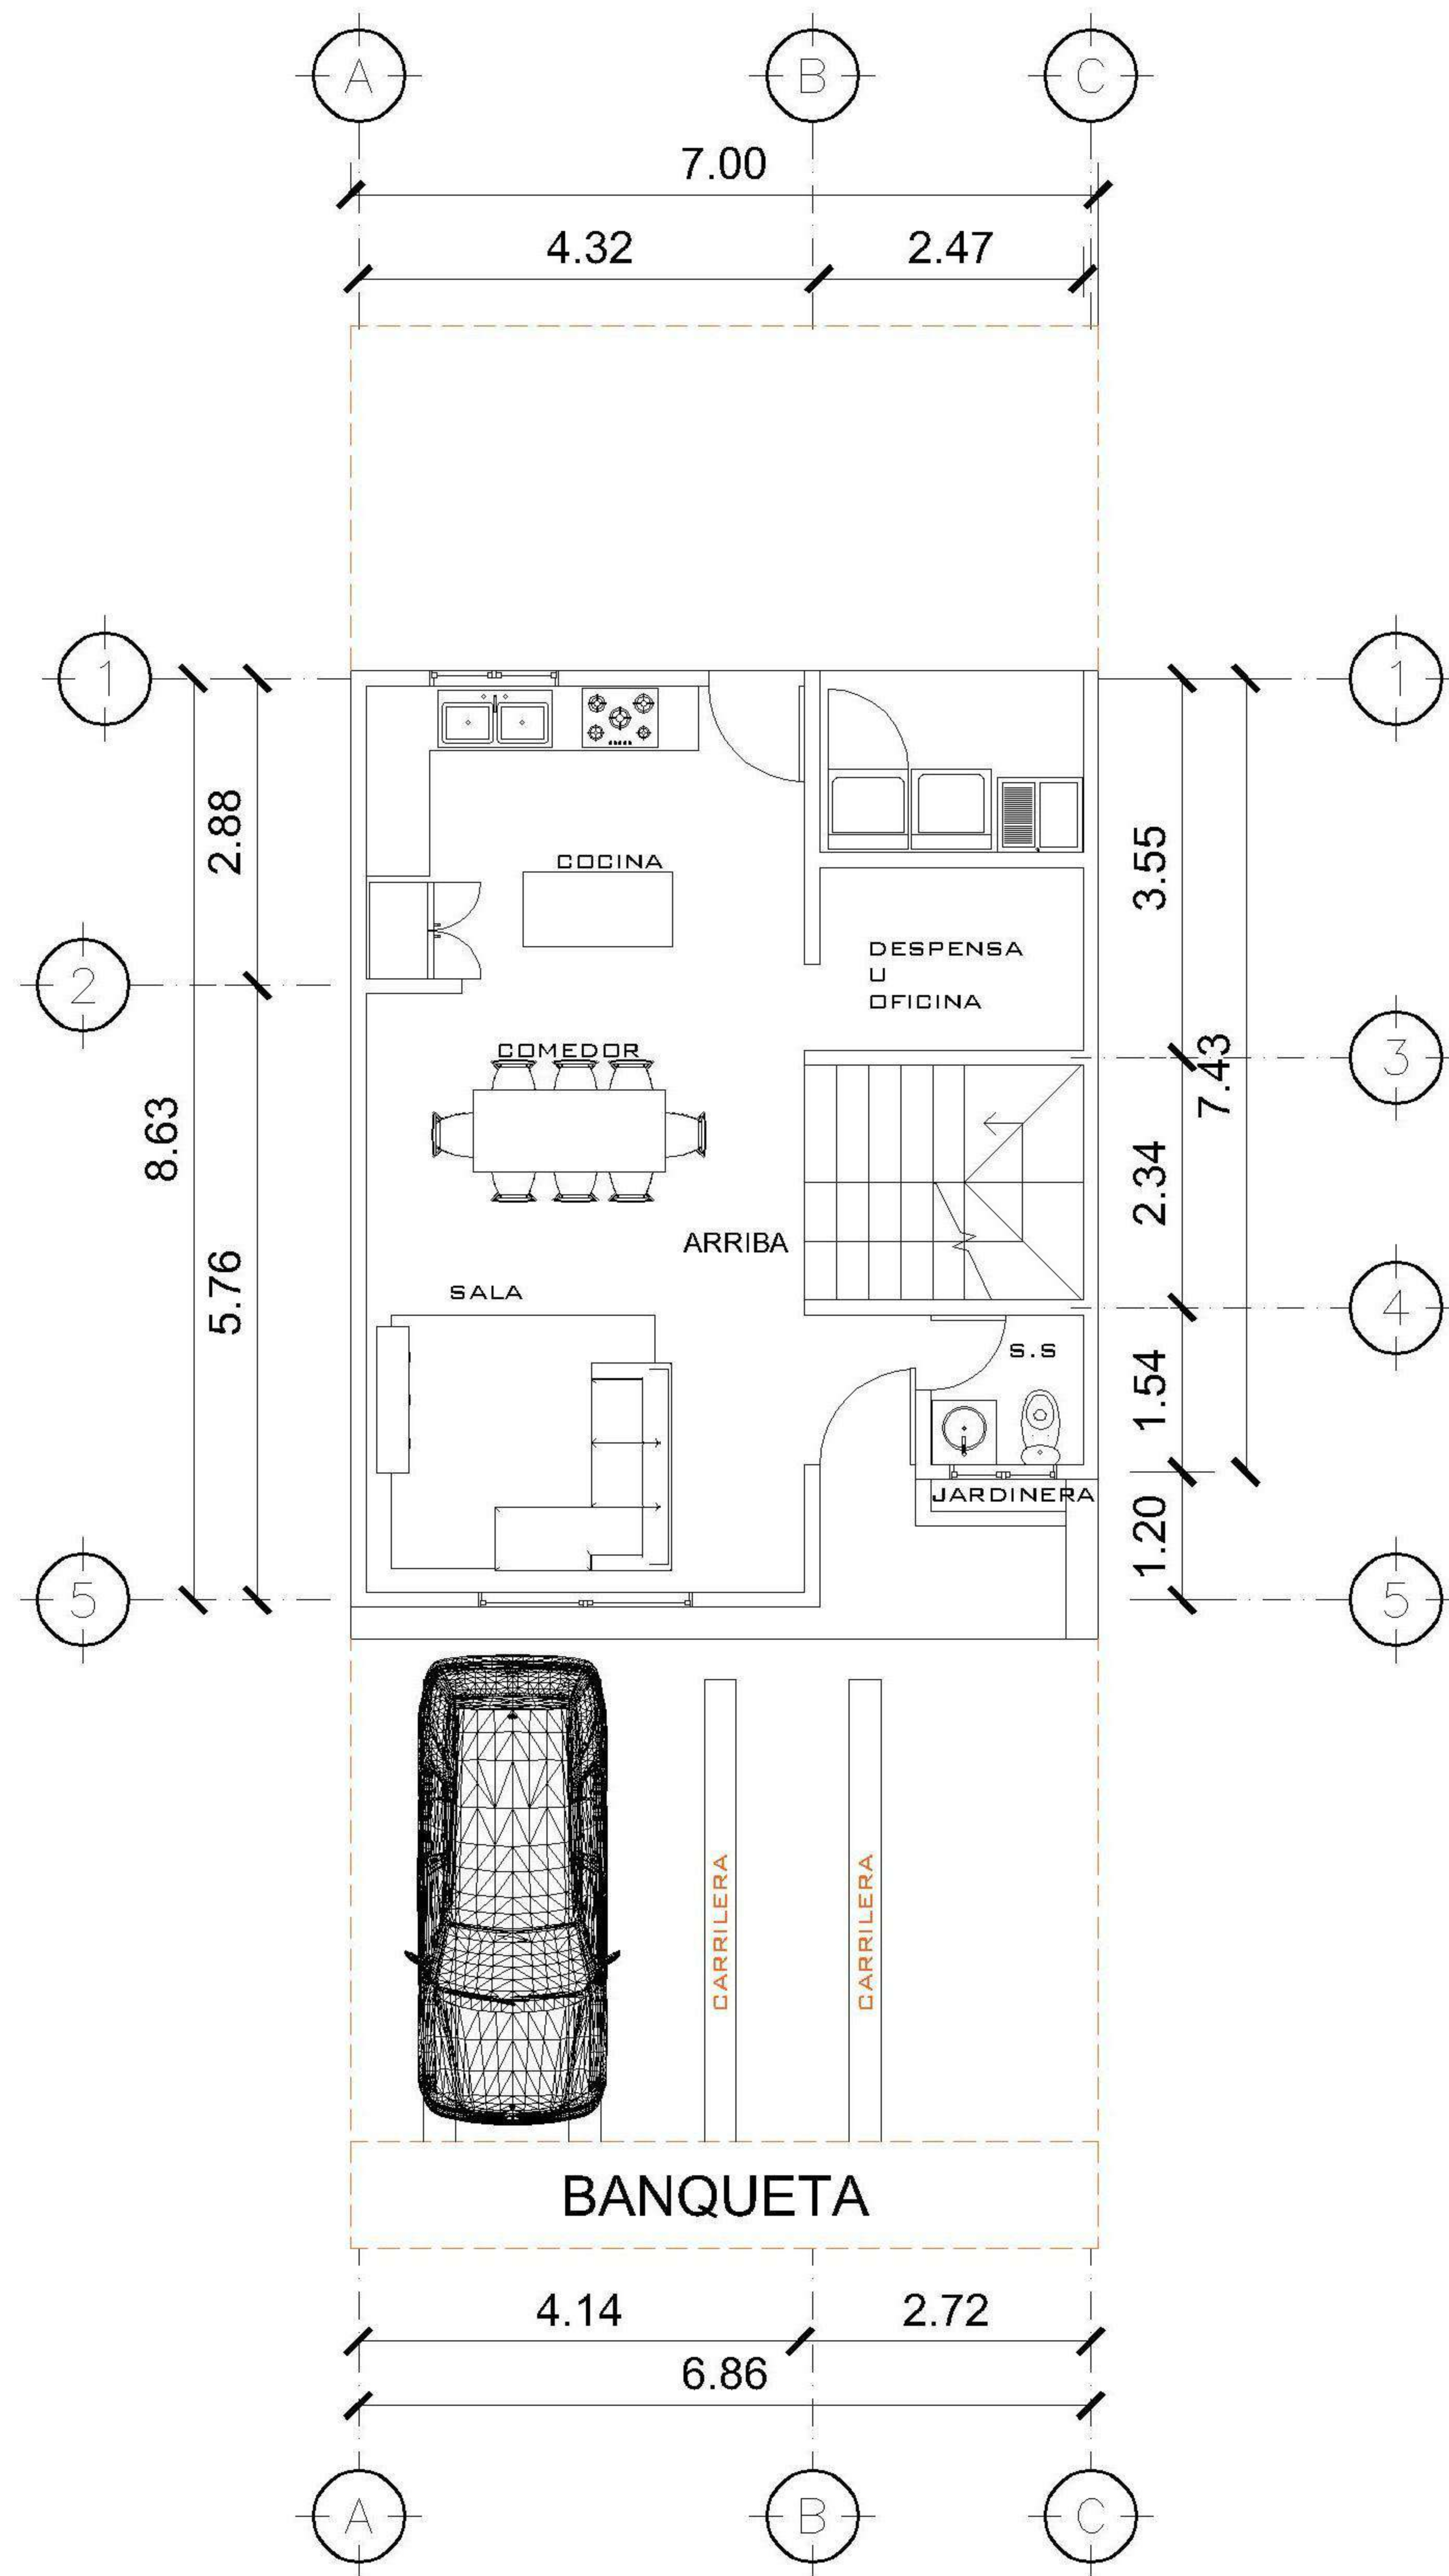 A B C
7.00
4.32 2.47
1 1
2.88
3.55
COCINA
DESPENSA
U
OFICINA
2
COMEDOR
3
7.43
8.63
2.34
ARRIBA
5.76
SALA
4
S.S
1.54
JARDINERA
1.20
5 5
CARRILERA CARRILERA
BANQUETA
4.14 2.72
6.86
A B C